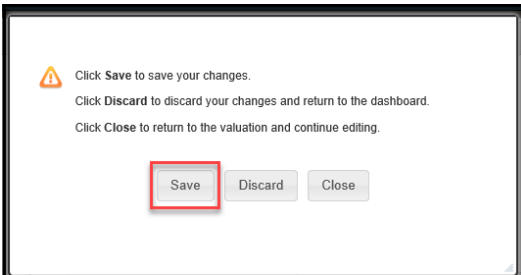 Click Save to save your changes.
Click Discard to discard your changes and return to the dashboard.
Click Close to return to the valuation and continue editing.
Save Discard Close